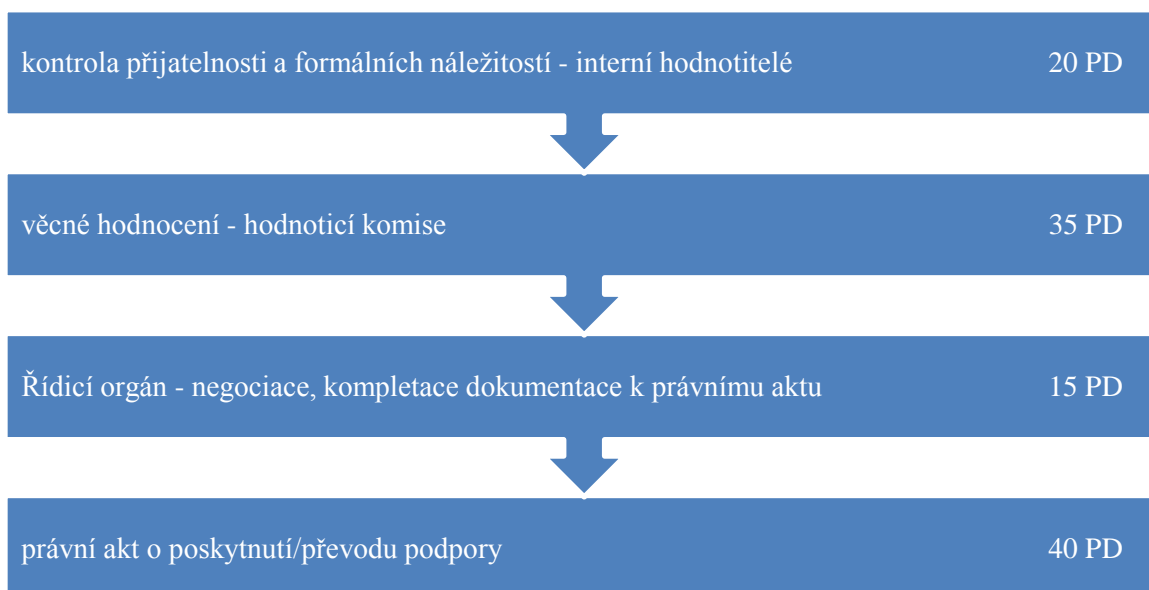 kontrola přijatelnosti a formálních náležitostí - interní hodnotitelé 20 PD
věcné hodnocení - hodnoticí komise 35 PD
Řídicí orgán - negociace, kompletace dokumentace k právnímu aktu 15 PD
právní akt o poskytnutí/převodu podpory 40 PD